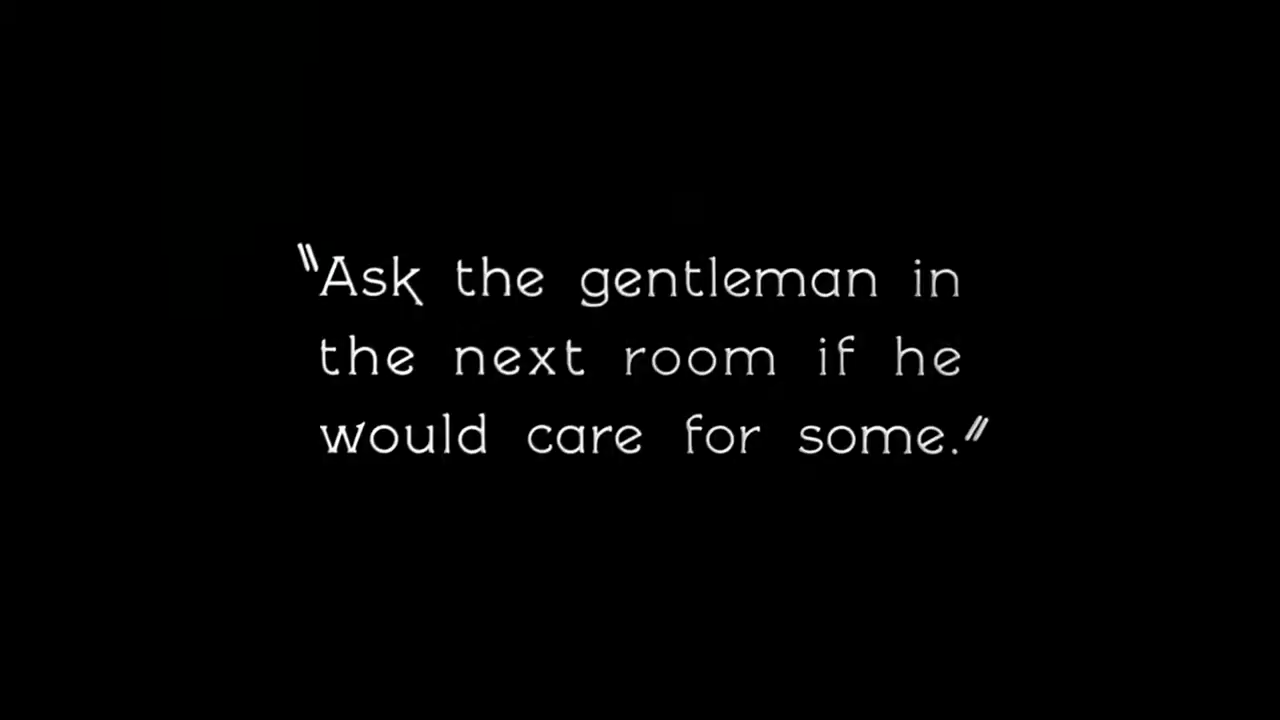 "Ask the gentleman in
the next room if he
would care for some."